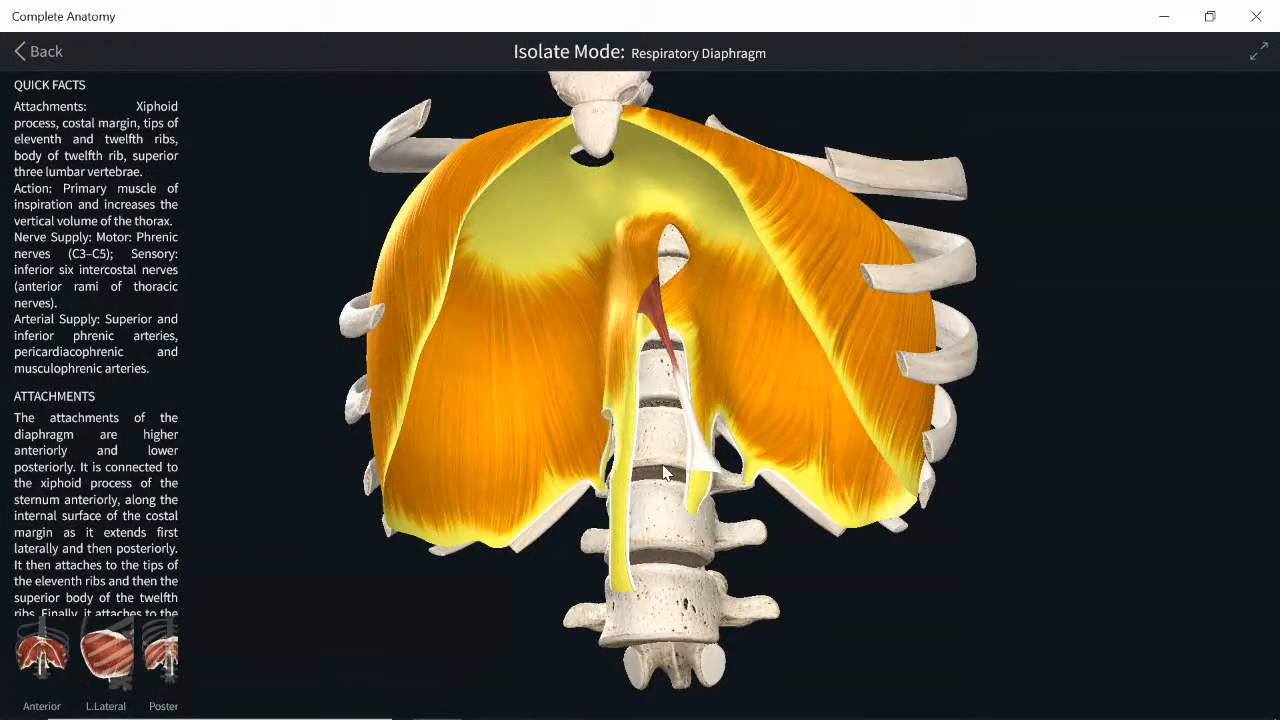 Complete Anatomy
Back
Isolate Mode: Respiratory Diaphragm
QUICK FACTS
Attachments: Xiphoid
process, costal margin, tips of
eleventh and twelfth ribs,
body of twelfth rib, superior
three lumbar vertebrae.
Action: Primary muscle of
inspiration and increases the
vertical volume of the thorax.
Nerve Supply: Motor: Phrenic
nerves (C3–C5); Sensory:
inferior six intercostal nerves
(anterior rami of thoracic
nerves).
Arterial Supply: Superior and
inferior phrenic arteries,
pericardiacophrenic and
musculophrenic arteries.
ATTACHMENTS
The attachments of the
diaphragm are higher
anteriorly and lower
posteriorly. It is connected to
the xiphoid process of the
sternum anteriorly, along the
internal surface of the costal
margin as it extends first
laterally and then posteriorly.
It then attaches to the tips of
the eleventh ribs and then the
superior body of the twelfth
ribs. Finally, it attaches to the
Anterior L.Lateral Poster